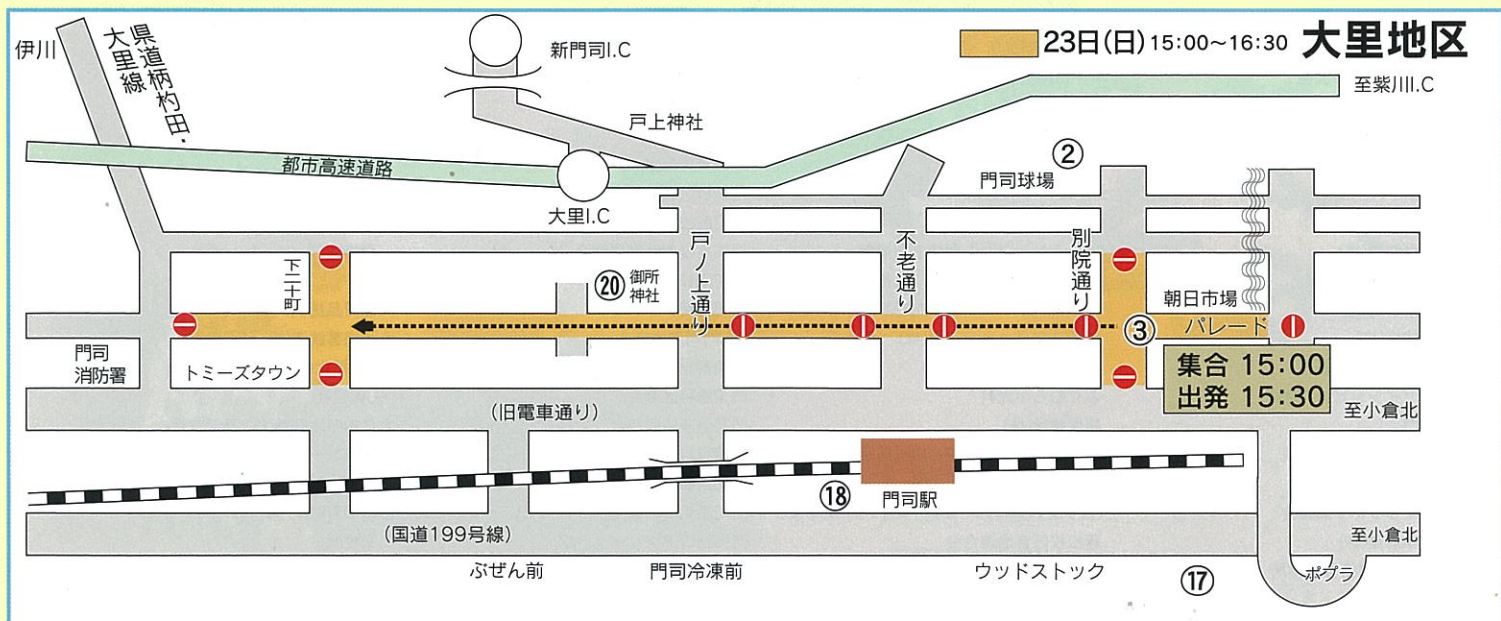 伊川
県道柄杓田・
大里線
新門司I.C
23日(日) 15:00~16:30 大里地区
至紫川I.C
戸上神社
都市高速道路
大里I.C
②
門司球場
下二十町
⑳ 御所
神社
戸ノ上通り
不老通り
別院通り
朝日市場
③ パレード
集合 15:00
出発 15:30
門司
消防署
トミーズタウン
(旧電車通り)
至小倉北
⑱
門司駅
(国道199号線)
至小倉北
ぶぜん前
門司冷凍前
ウッドストック
⑰
ポプラ